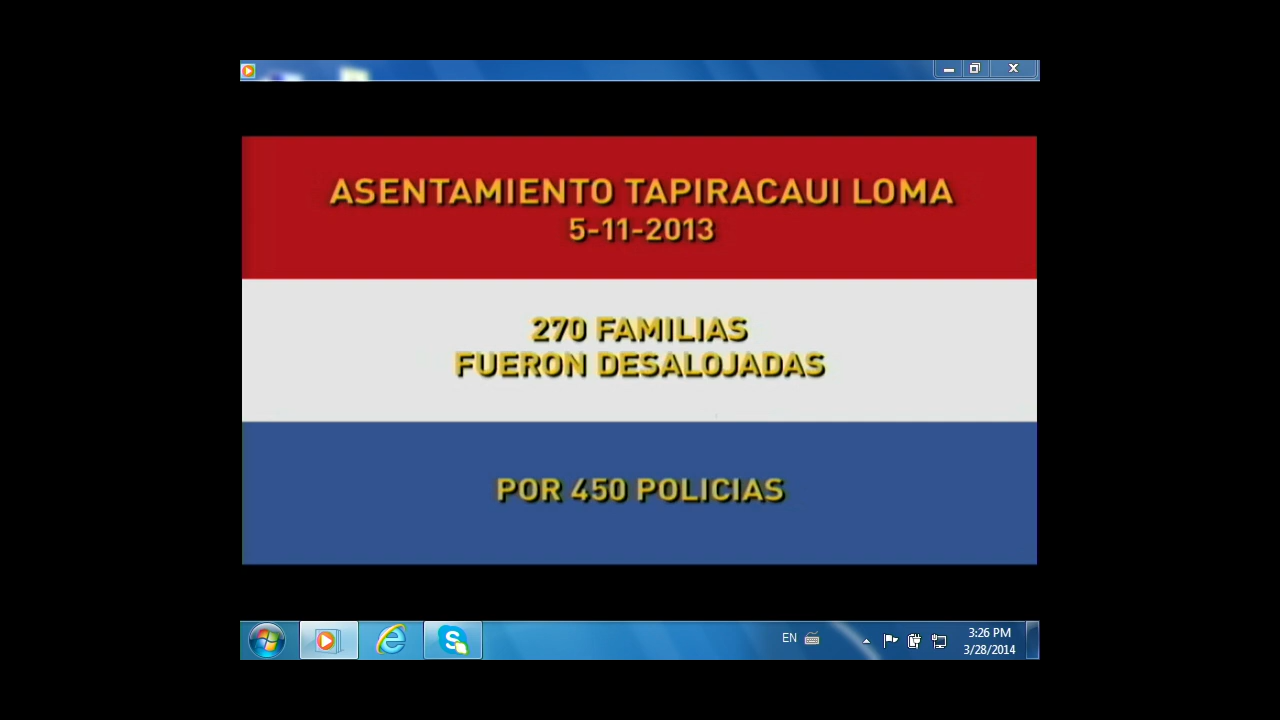 ASENTAMIENTO TAPIRACAUI LOMA
5-11-2013
270 FAMILIAS
FUERON DESALOJADAS
POR 450 POLICIAS
EN
3:26 PM
3/28/2014